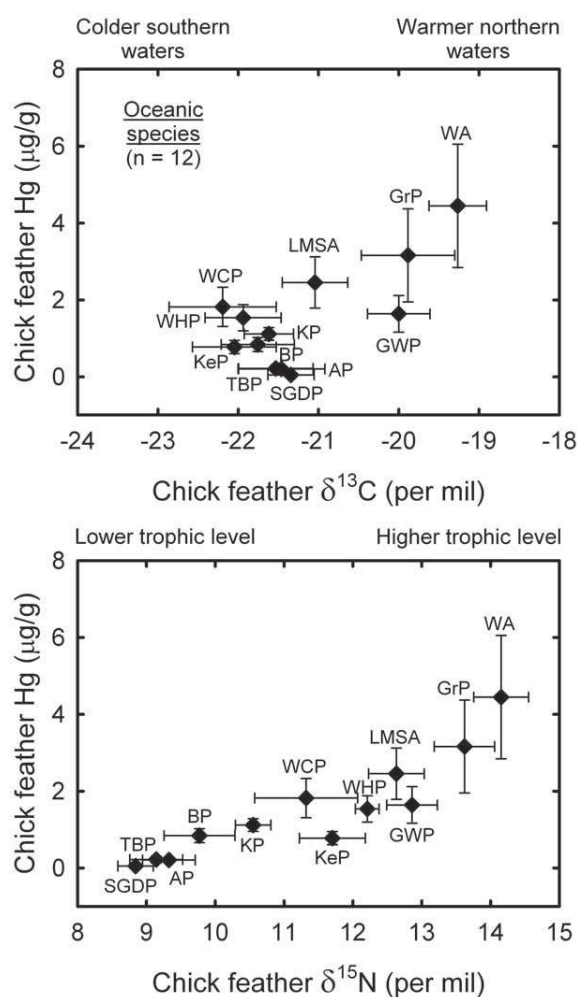 Colder southern waters
Warmer northern waters
8
6
4
2
0
Chick feather Hg (µg/g)
Oceanic
species
(n = 12)
WA
GrP
LMSA
WCP
WHP
KP
GWP
KeP
BP
TBP
AP
SGDP
-24 -23 -22 -21 -20 -19 -18
Chick feather δ13C (per mil)
Lower trophic level
Higher trophic level
8
6
4
2
0
Chick feather Hg (µg/g)
WA
GrP
LMSA
WCP
WHP
GWP
BP
KP
KeP
TBP
SGDP
AP
8 9 10 11 12 13 14 15
Chick feather δ15N (per mil)